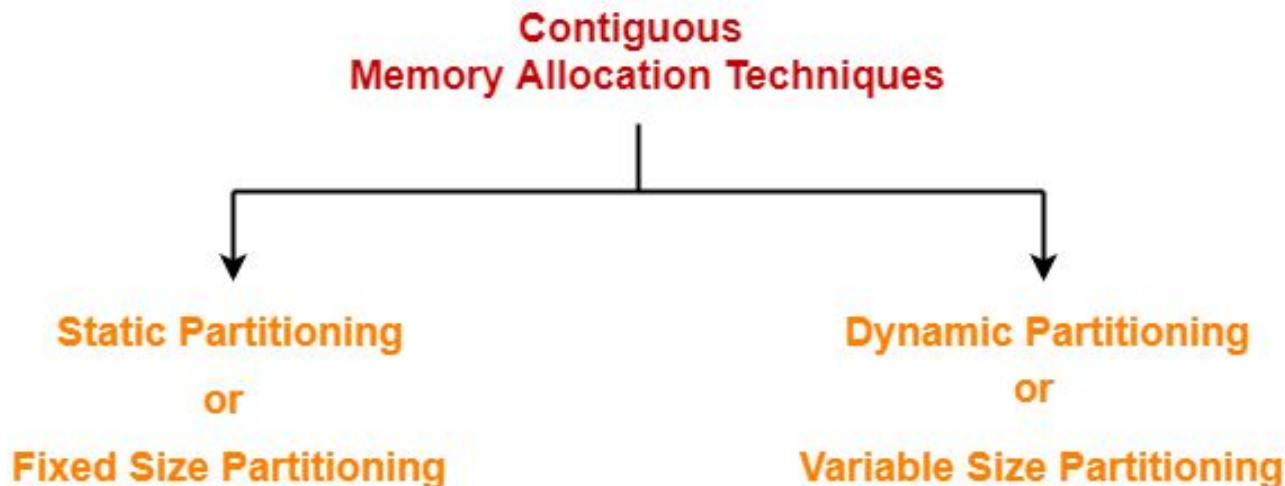 Contiguous
Memory Allocation Techniques
Static Partitioning
or
Fixed Size Partitioning
Dynamic Partitioning
or
Variable Size Partitioning